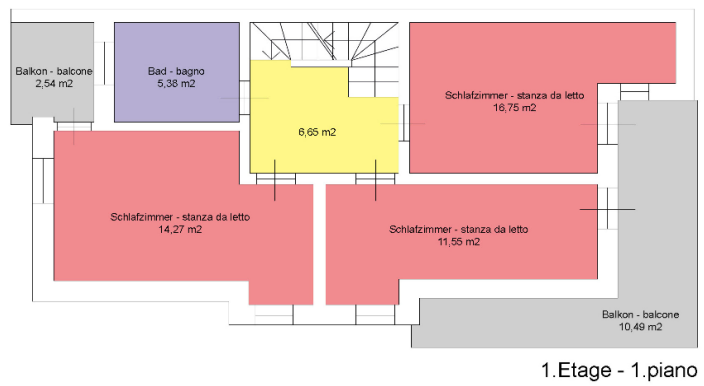 Balkon - balcone
2,54 m2
Bad - bagno
5,38 m2
Schlafzimmer - stanza da letto
16,75 m2
6,65 m2
Schlafzimmer - stanza da letto
14,27 m2
Schlafzimmer - stanza da letto
11,55 m2
Balkon - balcone
10,49 m2
1.Etage - 1.piano